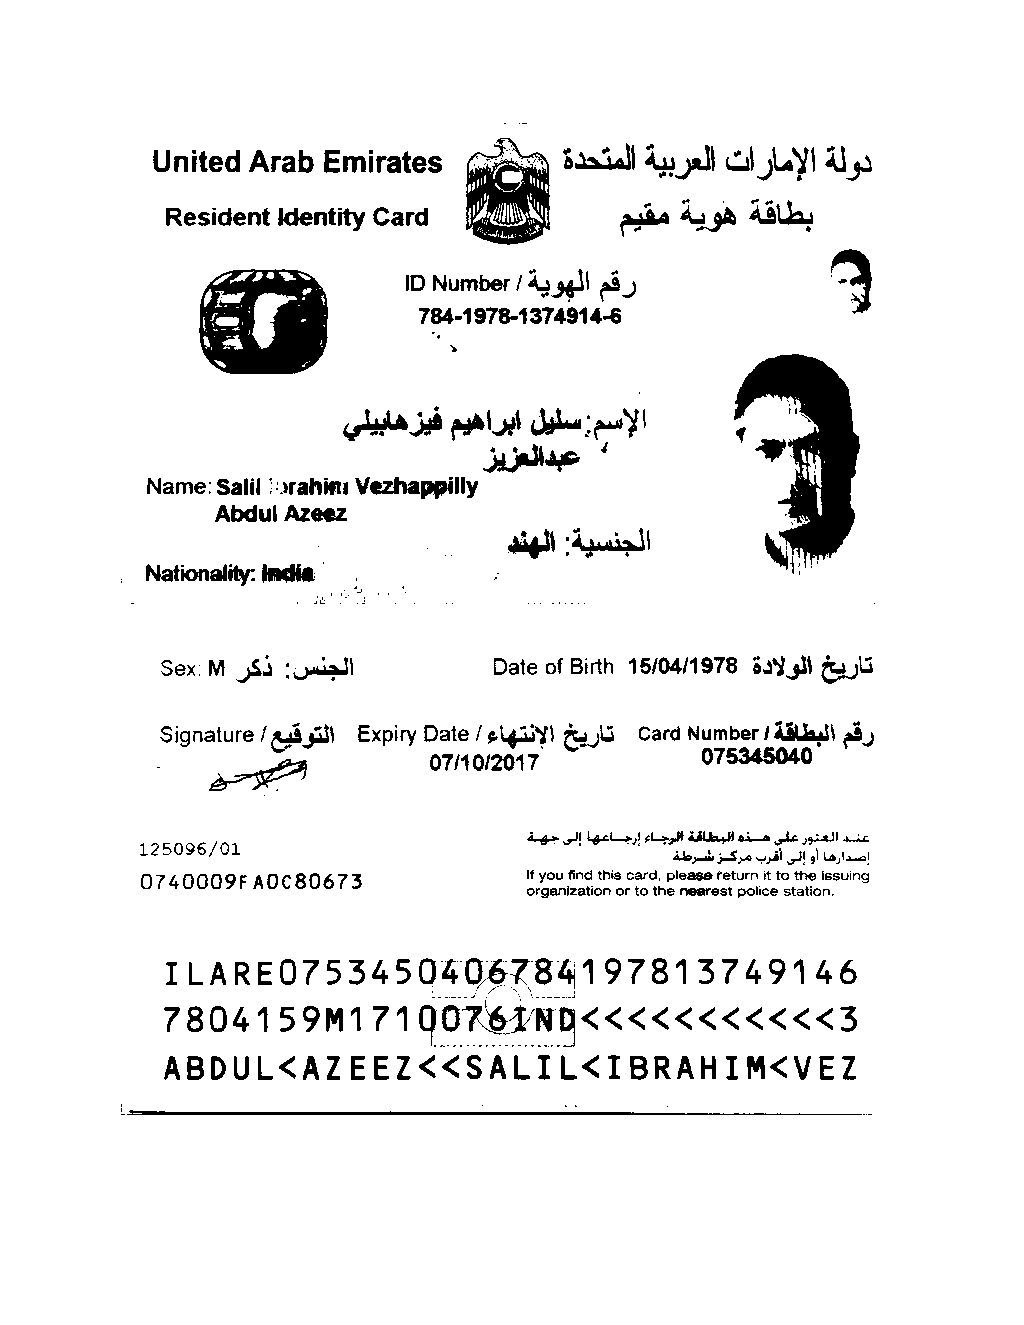 United Arab Emirates
دولة الإمارات العربية المتحدة
Resident Identity Card
بطاقة هوية مقيم
ID Number / رقم الهوية
784-1978-1374914-6
الإسم: سليل ابراهيم فيزهابيلي
عبدالعزيز
Name: Salil Ibrahim Vezhappilly
Abdul Azeez
الجنسية: الهند
Nationality: India
Sex: M الجنس: ذكر
Date of Birth 15/04/1978 تاريخ الولادة
Signature / التوقيع
Expiry Date / تاريخ الإنتهاء
07/10/2017
Card Number / رقم البطاقة
075345040
125096/01
0740009FA0C80673
عند العثور على هذه البطاقة الرجاء إرجاعها إلى جهة
إصدارها أو إلى أقرب مركز شرطة
If you find this card, please return it to the issuing
organization or to the nearest police station.
ILARE0753450406784197813749146
7804159M1710076IND<<<<<<<<<<<3
ABDUL<AZEEZ<<SALIL<IBRAHIM<VEZ